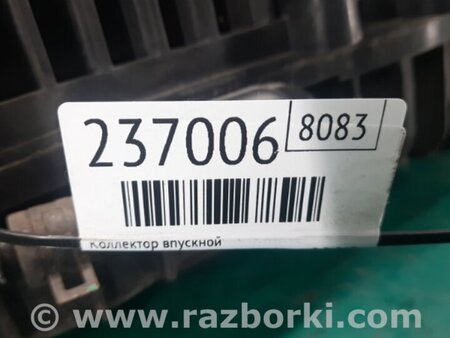 237006
8083
Коллектор впускной
© www.razborki.com/